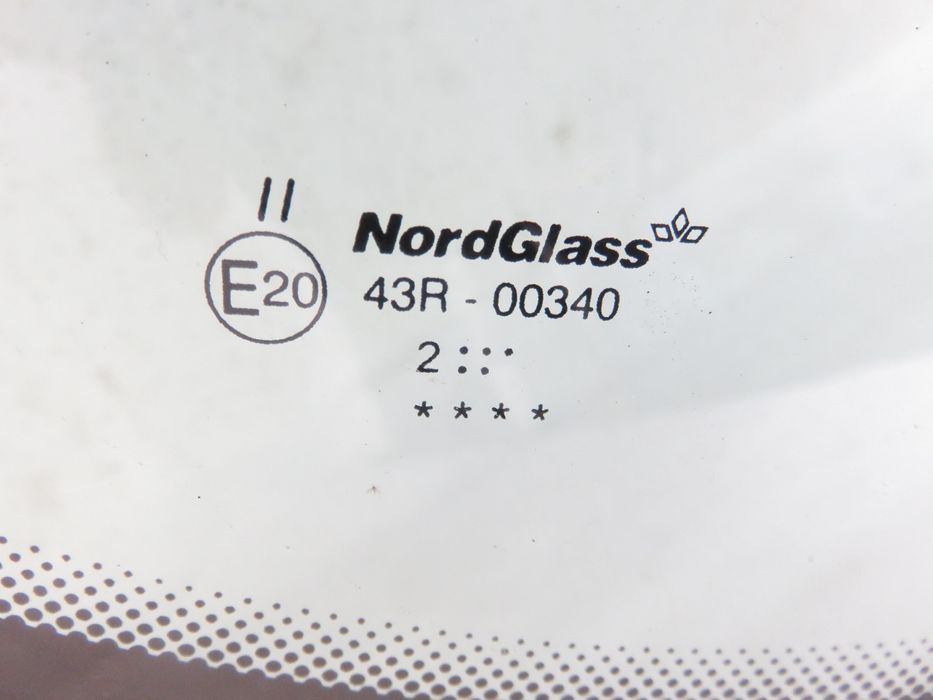 II
NordGlass
E20
43R - 00340
2 :::·
* * * *